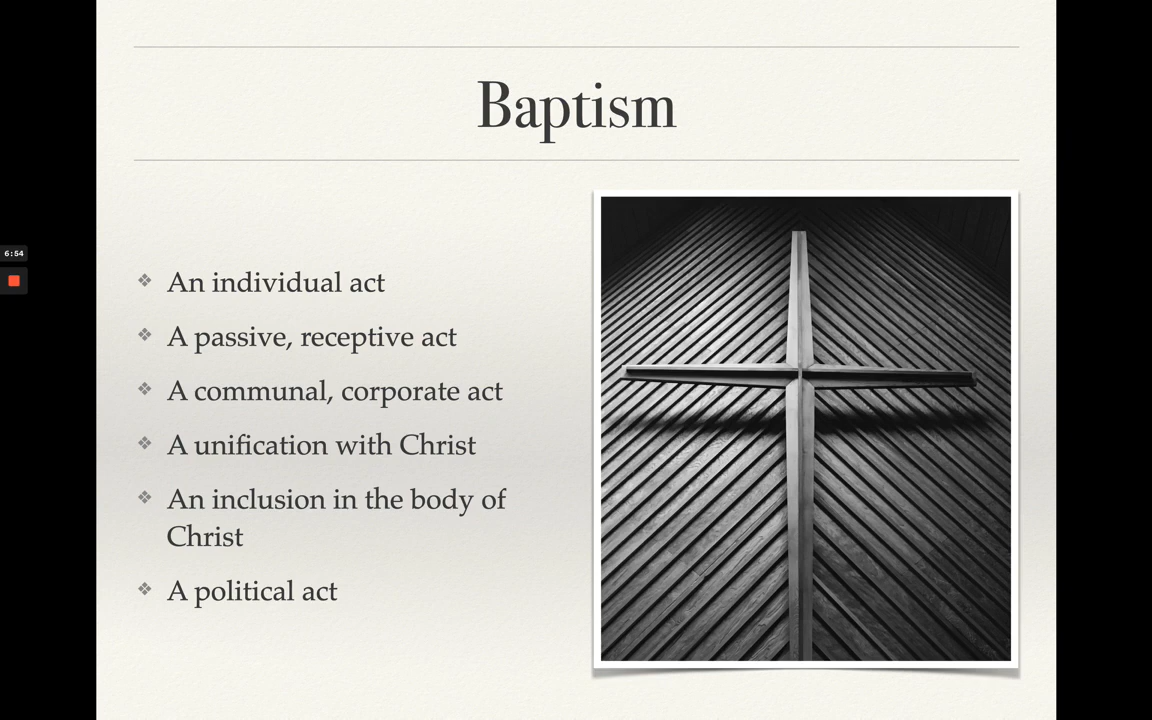 Baptism
6:54
An individual act
A passive, receptive act
A communal, corporate act
A unification with Christ
An inclusion in the body of
Christ
A political act